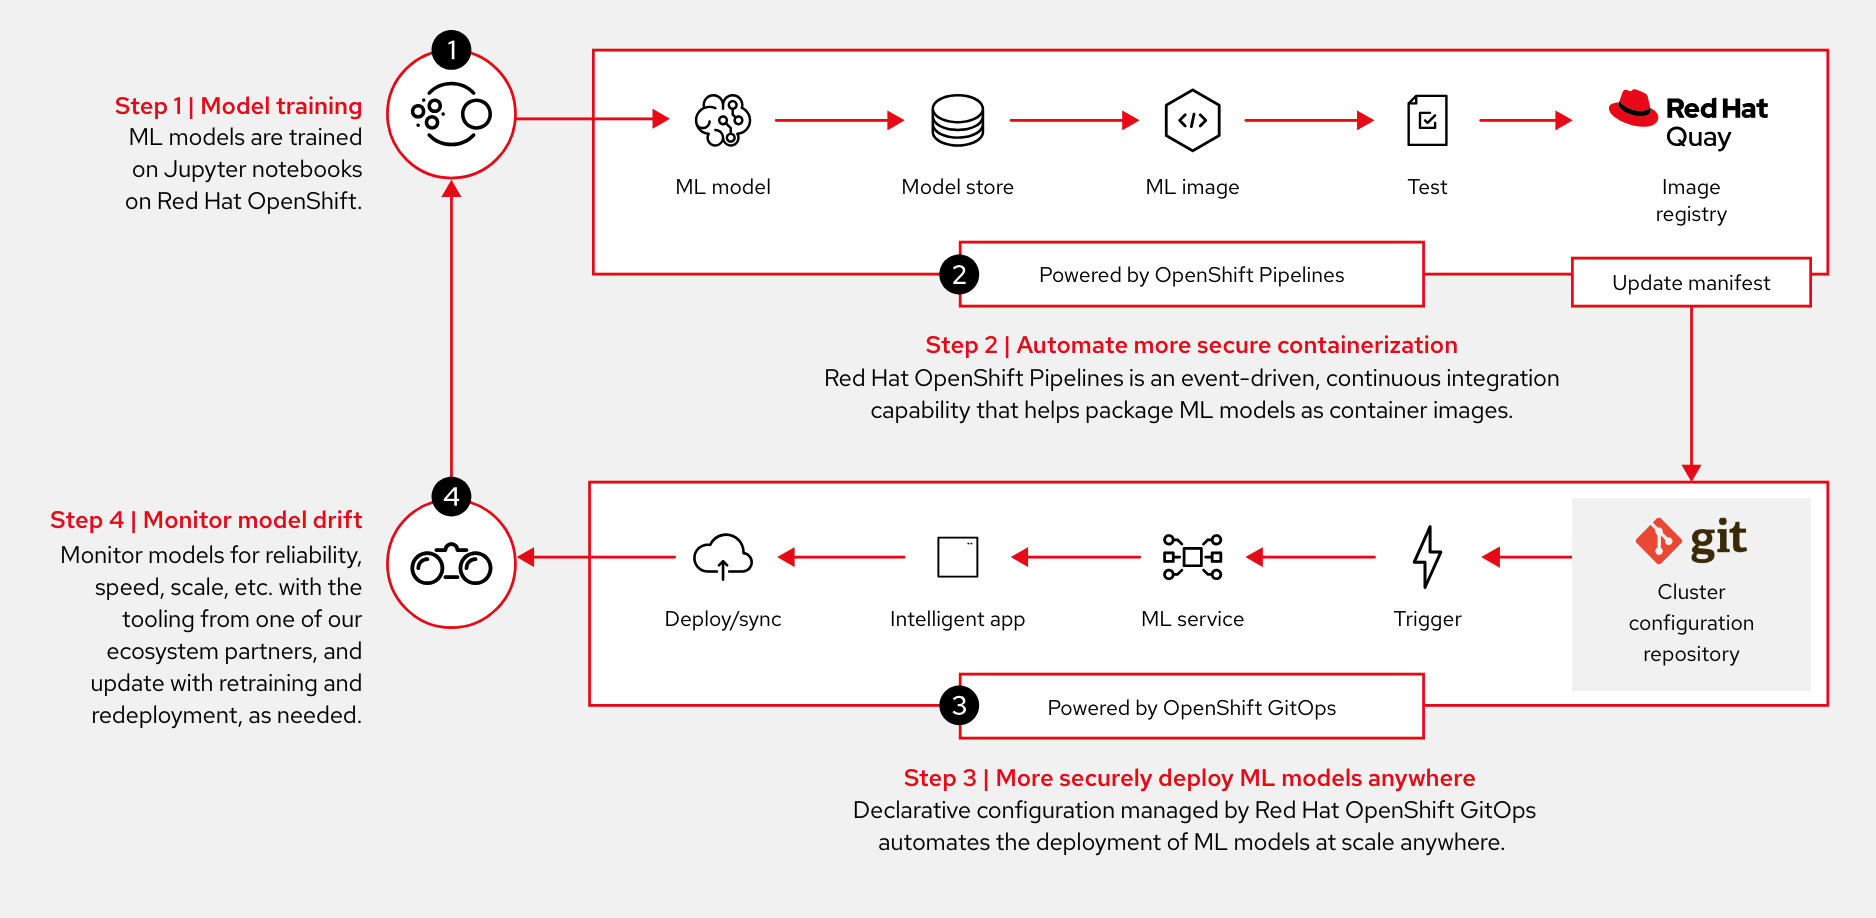 1
Step 1 | Model training
ML models are trained
on Jupyter notebooks
on Red Hat OpenShift.
ML model
Model store
ML image
Test
Red Hat
Quay
Image
registry
2
Powered by OpenShift Pipelines
Update manifest
Step 2 | Automate more secure containerization
Red Hat OpenShift Pipelines is an event-driven, continuous integration
capability that helps package ML models as container images.
git
Cluster
configuration
repository
Trigger
ML service
Intelligent app
Deploy/sync
3
Powered by OpenShift GitOps
Step 3 | More securely deploy ML models anywhere
Declarative configuration managed by Red Hat OpenShift GitOps
automates the deployment of ML models at scale anywhere.
4
Step 4 | Monitor model drift
Monitor models for reliability,
speed, scale, etc. with the
tooling from one of our
ecosystem partners, and
update with retraining and
redeployment, as needed.